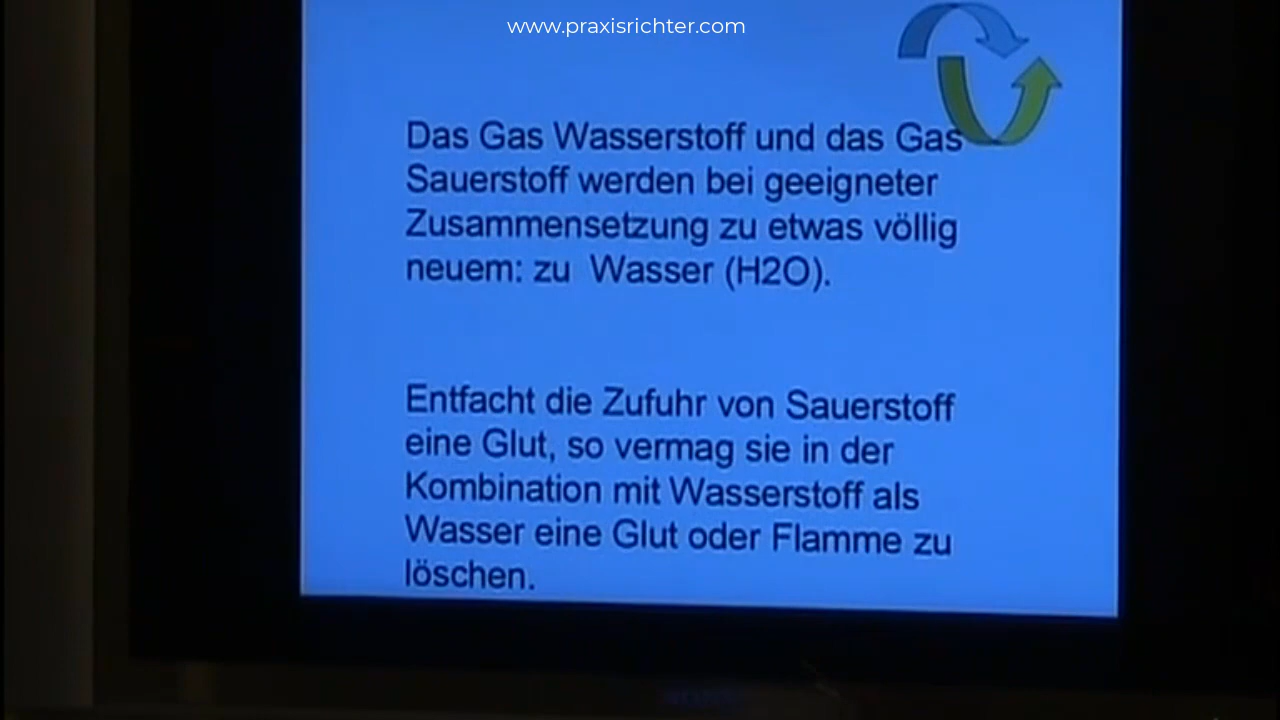 www.praxisrichter.com
Das Gas Wasserstoff und das Gas
Sauerstoff werden bei geeigneter
Zusammensetzung zu etwas völlig
neuem: zu Wasser (H2O).
Entfacht die Zufuhr von Sauerstoff
eine Glut, so vermag sie in der
Kombination mit Wasserstoff als
Wasser eine Glut oder Flamme zu
löschen.